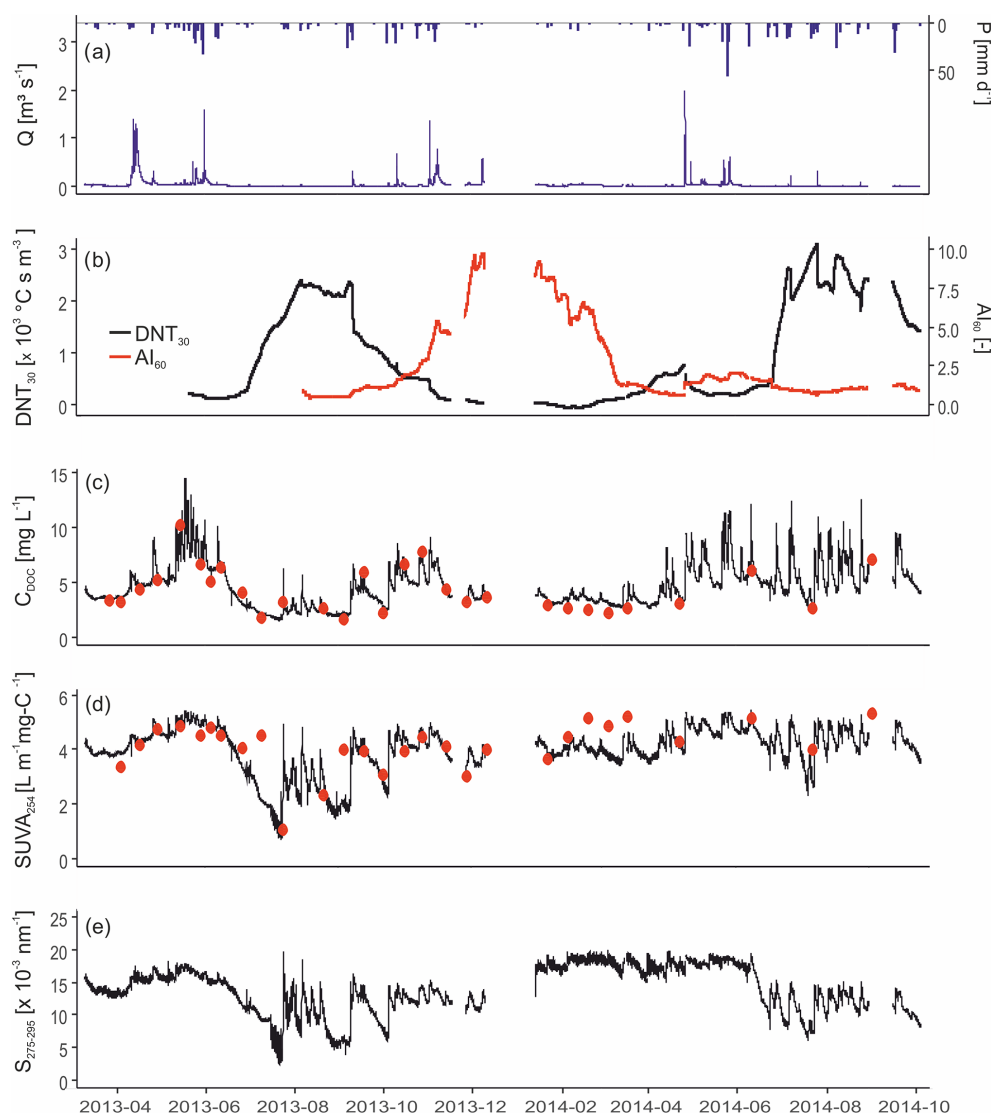 (a)
Q [m³ s⁻¹]
3
2
1
0
P [mm d⁻¹]
0
50
(b)
DNT₃₀ [x 10³ °C s m⁻³]
3
2
1
0
DNT₃₀
AI₆₀
AI₆₀ [-]
10.0
7.5
5.0
2.5
0.0
(c)
C_DOC [mg L⁻¹]
15
10
5
0
(d)
SUVA₂₅₄ [L m⁻¹mg-C⁻¹]
6
4
2
0
(e)
S₂₇₅₋₂₉₅ [x 10⁻³ nm⁻¹]
25
20
15
10
5
0
2013-04 2013-06 2013-08 2013-10 2013-12 2014-02 2014-04 2014-06 2014-08 2014-10